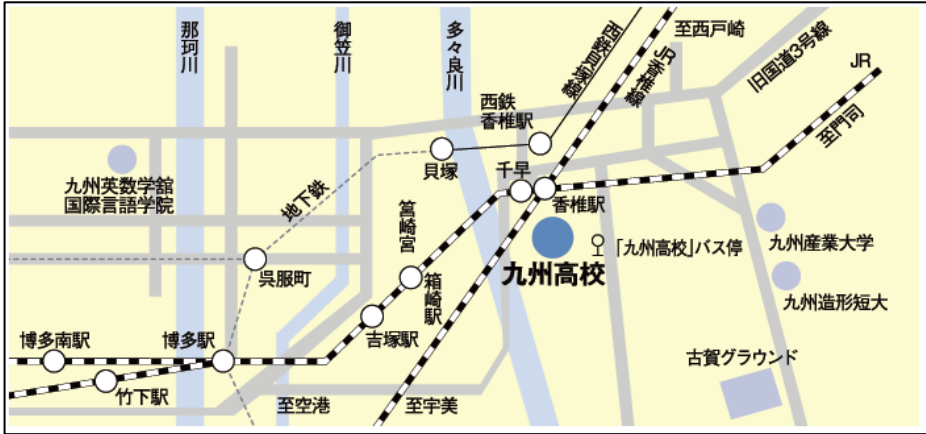 那珂川
御笠川
多々良川
西鉄貝塚線
JR香椎線
至西戸崎
旧国道3号線
JR
至門司
西鉄
香椎駅
九州英数学舘
国際言語学院
地下鉄
貝塚
千早
香椎駅
筥崎宮
箱崎駅
呉服町
九州高校
「九州高校」バス停
九州産業大学
九州造形短大
博多南駅
博多駅
吉塚駅
竹下駅
至空港
至宇美
古賀グラウンド